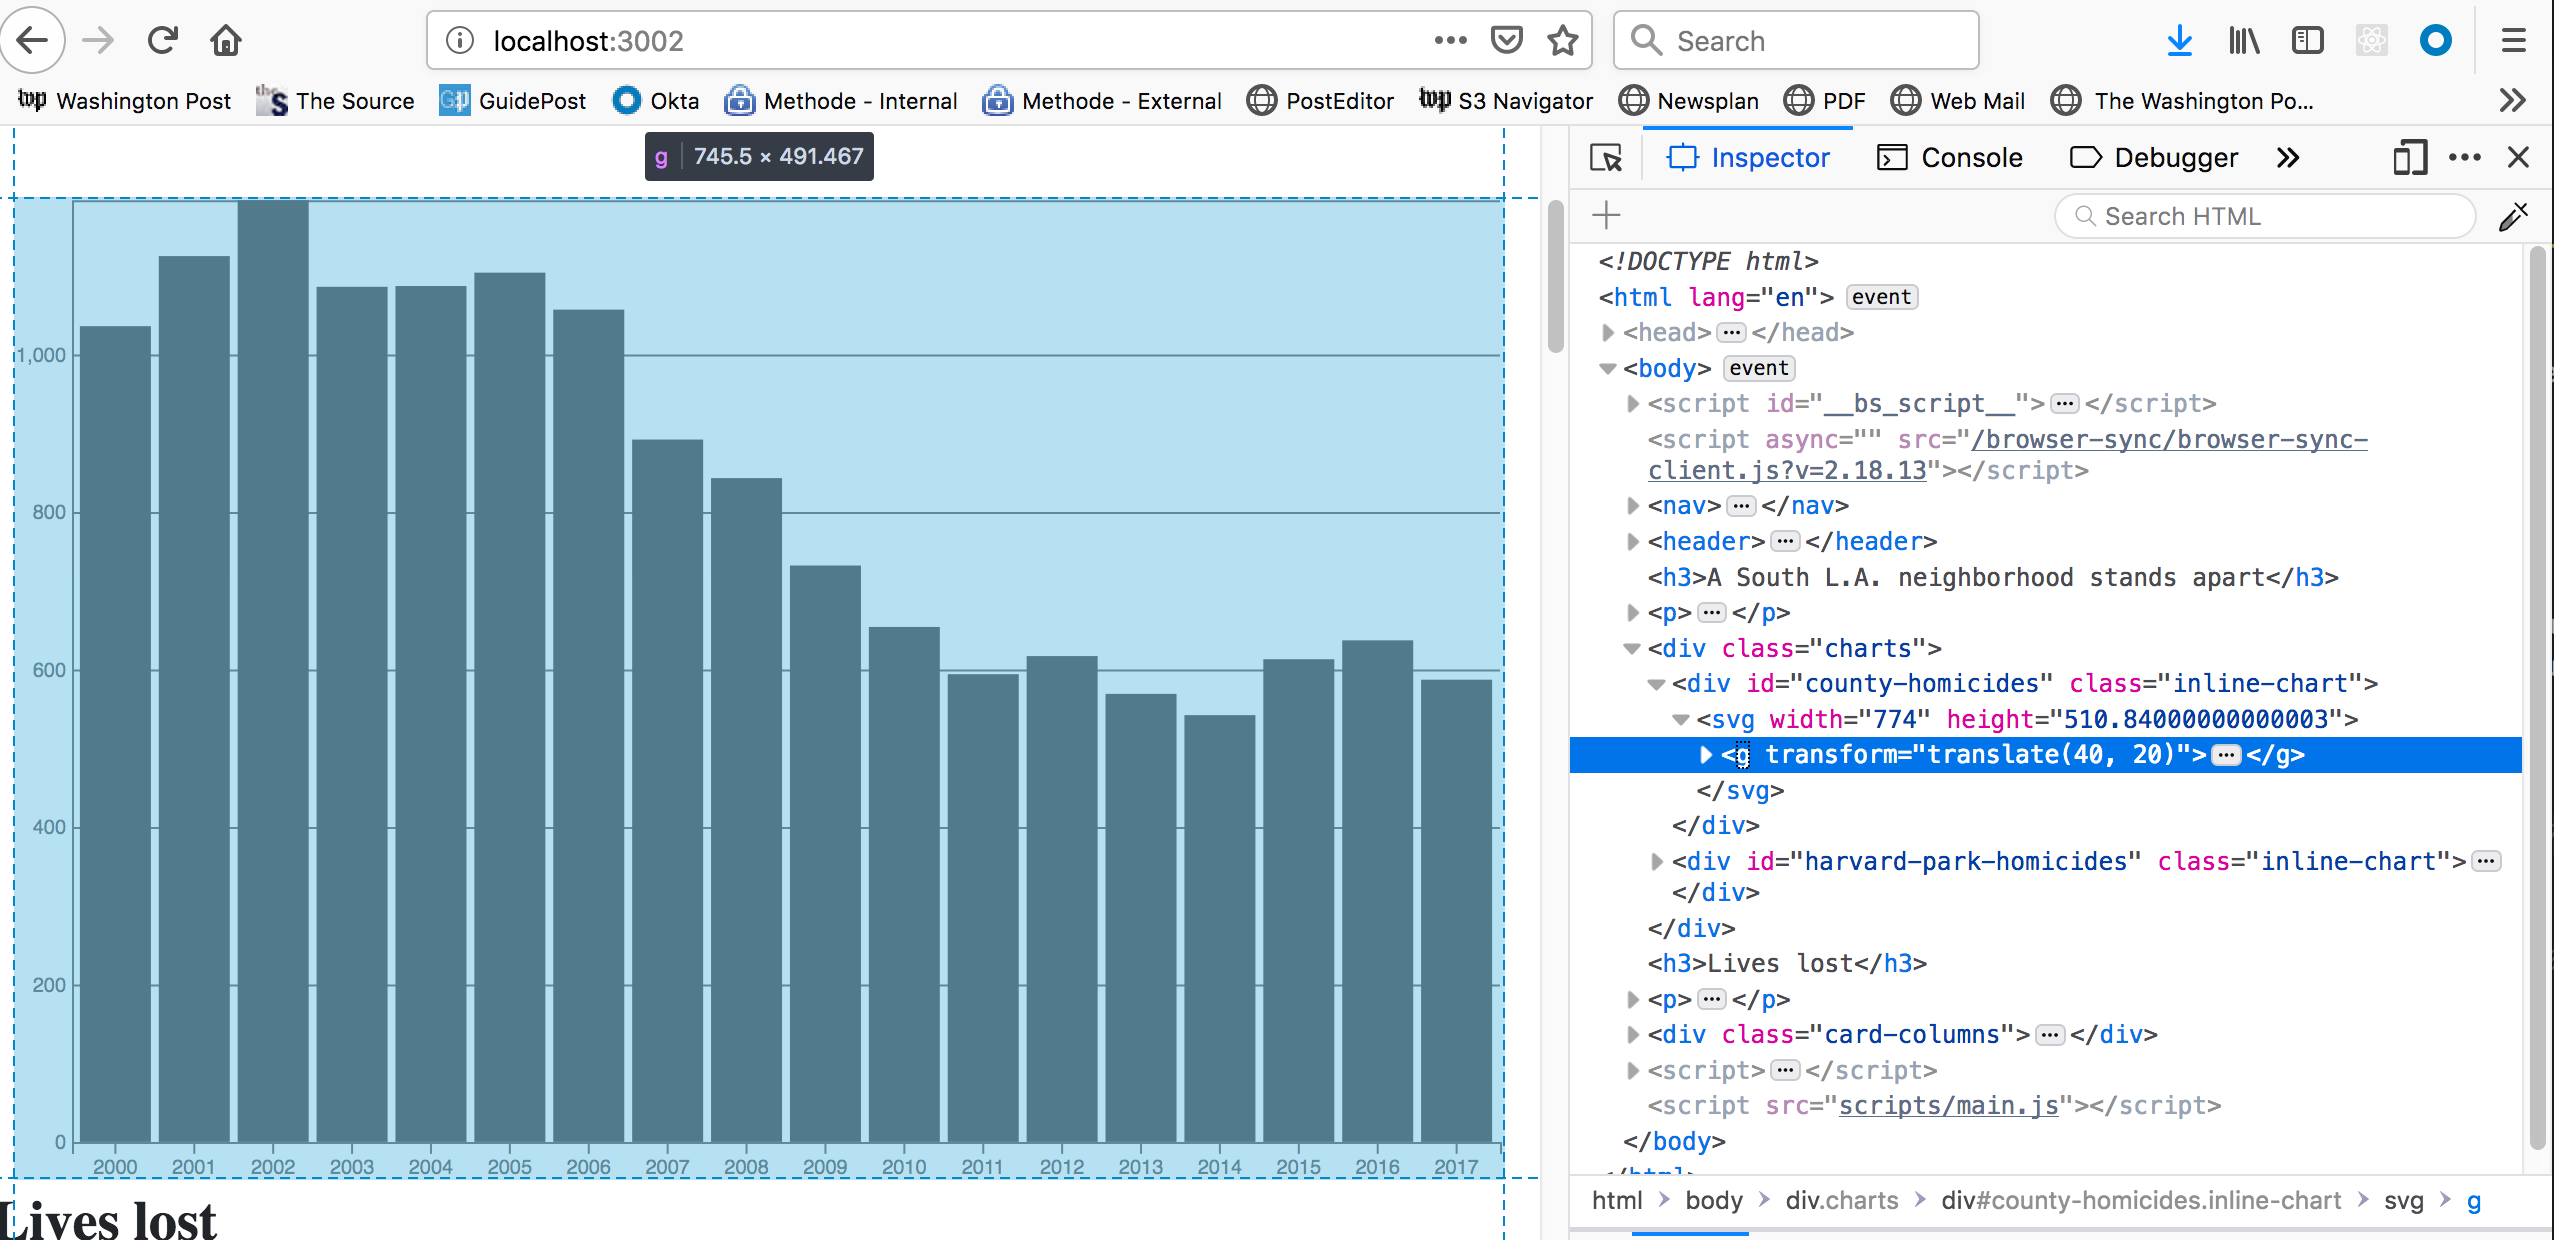 localhost:3002
Search
Washington Post The Source GuidePost Okta Methode - Internal Methode - External PostEditor S3 Navigator Newsplan PDF Web Mail The Washington Po...
g 745.5 × 491.467
1,000
800
600
400
200
0
2000 2001 2002 2003 2004 2005 2006 2007 2008 2009 2010 2011 2012 2013 2014 2015 2016 2017
Lives lost
Inspector Console Debugger
Search HTML
<!DOCTYPE html>
<html lang="en"> event
<head>…</head>
<body> event
<script id="__bs_script__">…</script>
<script async="" src="/browser-sync/browser-sync-
client.js?v=2.18.13"></script>
<nav>…</nav>
<header>…</header>
<h3>A South L.A. neighborhood stands apart</h3>
<p>…</p>
<div class="charts">
<div id="county-homicides" class="inline-chart">
<svg width="774" height="510.84000000000003">
<g transform="translate(40, 20)">…</g>
</svg>
</div>
<div id="harvard-park-homicides" class="inline-chart">…
</div>
</div>
<h3>Lives lost</h3>
<p>…</p>
<div class="card-columns">…</div>
<script>…</script>
<script src="scripts/main.js"></script>
</body>
</html>
html > body > div.charts > div#county-homicides.inline-chart > svg > g